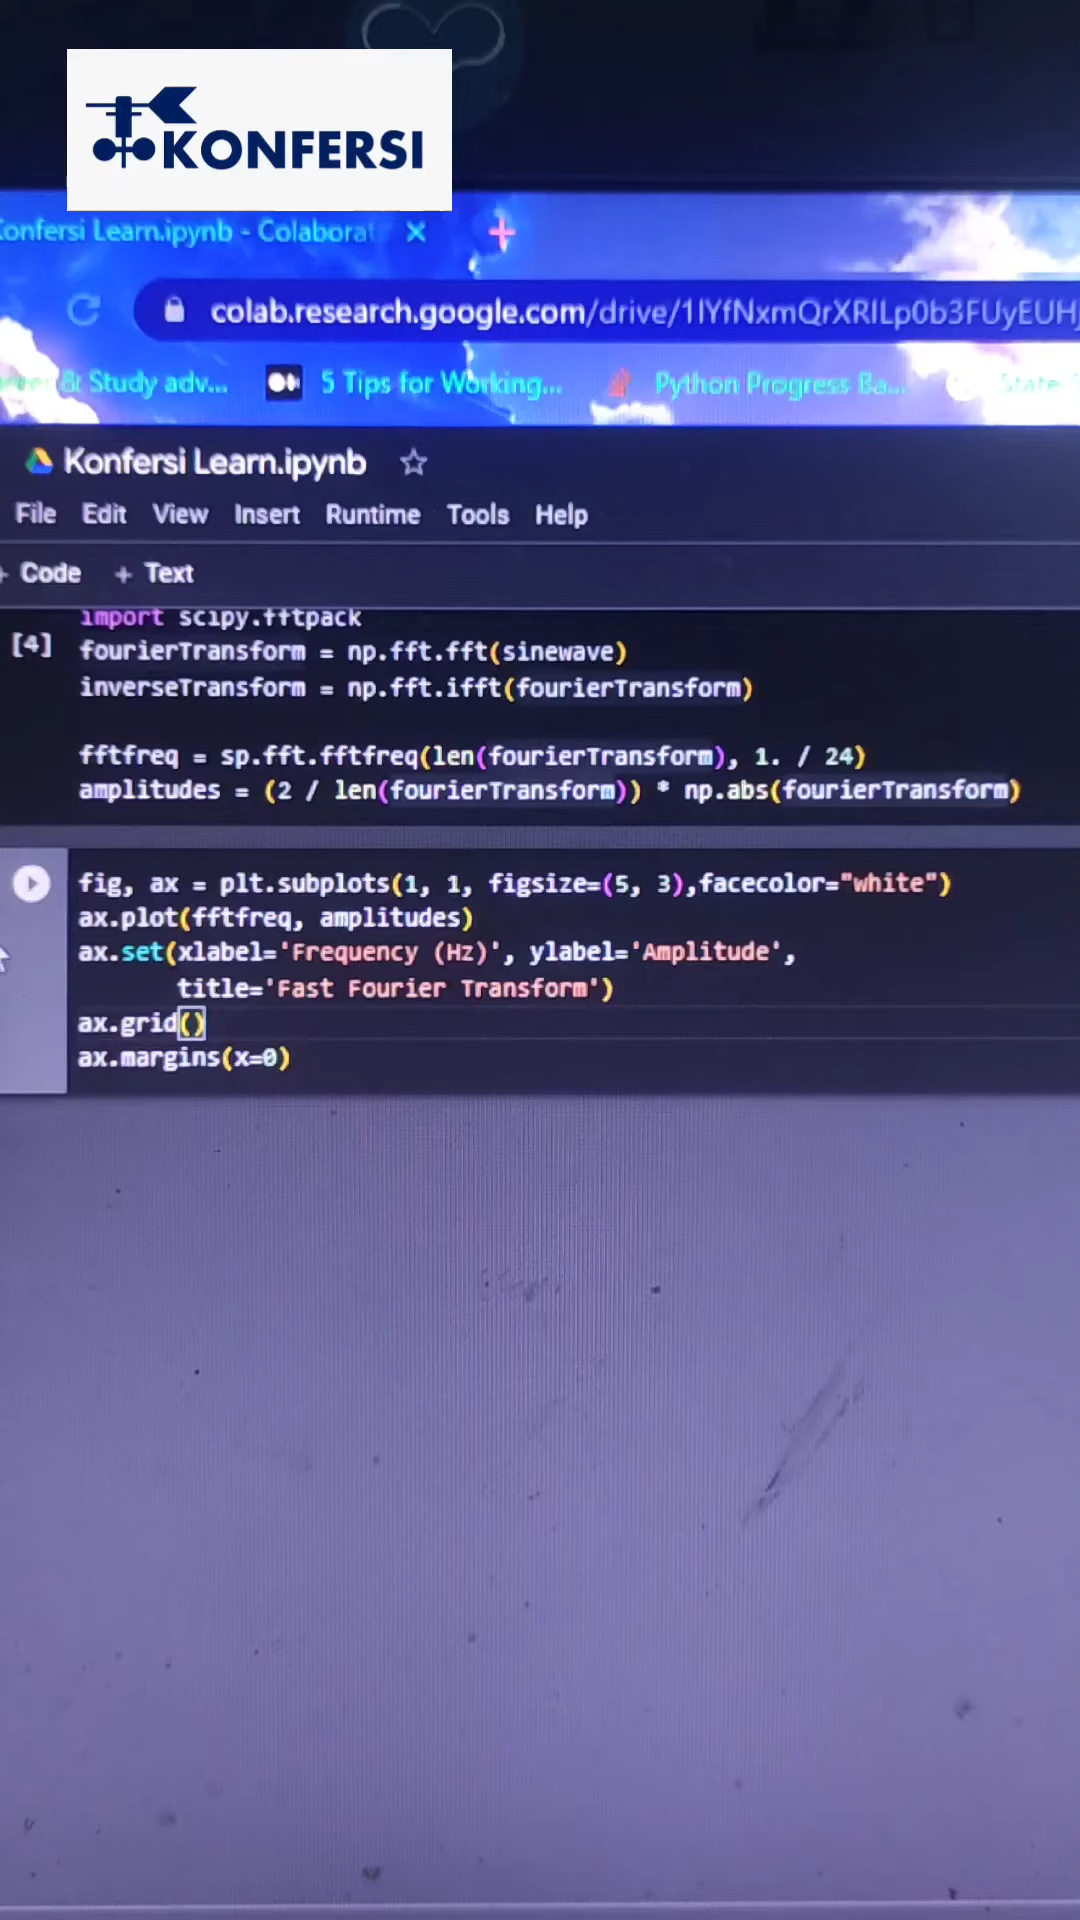 KONFERSI
Konfersi Learn.ipynb - Colaborat
colab.research.google.com/drive/1lYfNxmQrXRlLp0b3FUyEUH
& Study adv...
5 Tips for Working...
Python Progress Ba...
State
Konfersi Learn.ipynb
File Edit View Insert Runtime Tools Help
+ Code + Text
import scipy.fftpack
[4]
fourierTransform = np.fft.fft(sinewave)
inverseTransform = np.fft.ifft(fourierTransform)
fftfreq = sp.fft.fftfreq(len(fourierTransform), 1. / 24)
amplitudes = (2 / len(fourierTransform)) * np.abs(fourierTransform)
fig, ax = plt.subplots(1, 1, figsize=(5, 3),facecolor="white")
ax.plot(fftfreq, amplitudes)
ax.set(xlabel='Frequency (Hz)', ylabel='Amplitude',
title='Fast Fourier Transform')
ax.grid()
ax.margins(x=0)